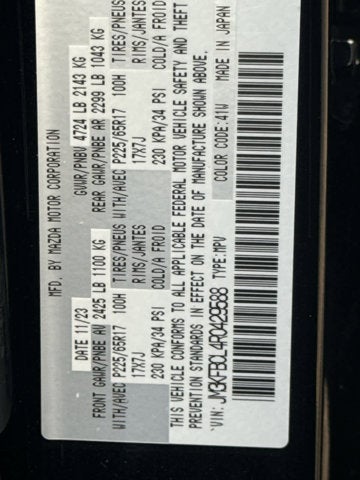 MFD. BY MAZDA MOTOR CORPORATION
DATE 11/23 GVWR/PNBV 4724 LB 2143 KG
FRONT GAWR/PNBE AV 2425 LB 1100 KG REAR GAWR/PNBE AR 2299 LB 1043 KG
WITH/AVEC P225/65R17 100H TIRES/PNEUS WITH/AVEC P225/65R17 100H TIRES/PNEUS
17X7J RIMS/JANTES 17X7J RIMS/JANTES
230 KPA/34 PSI COLD/A FROID 230 KPA/34 PSI COLD/A FROID
THIS VEHICLE CONFORMS TO ALL APPLICABLE FEDERAL MOTOR VEHICLE SAFETY AND THEFT
PREVENTION STANDARDS IN EFFECT ON THE DATE OF MANUFACTURE SHOWN ABOVE.
VIN: JM3KFBCL4R0429588 TYPE:MPV COLOR CODE:41W MADE IN JAPAN